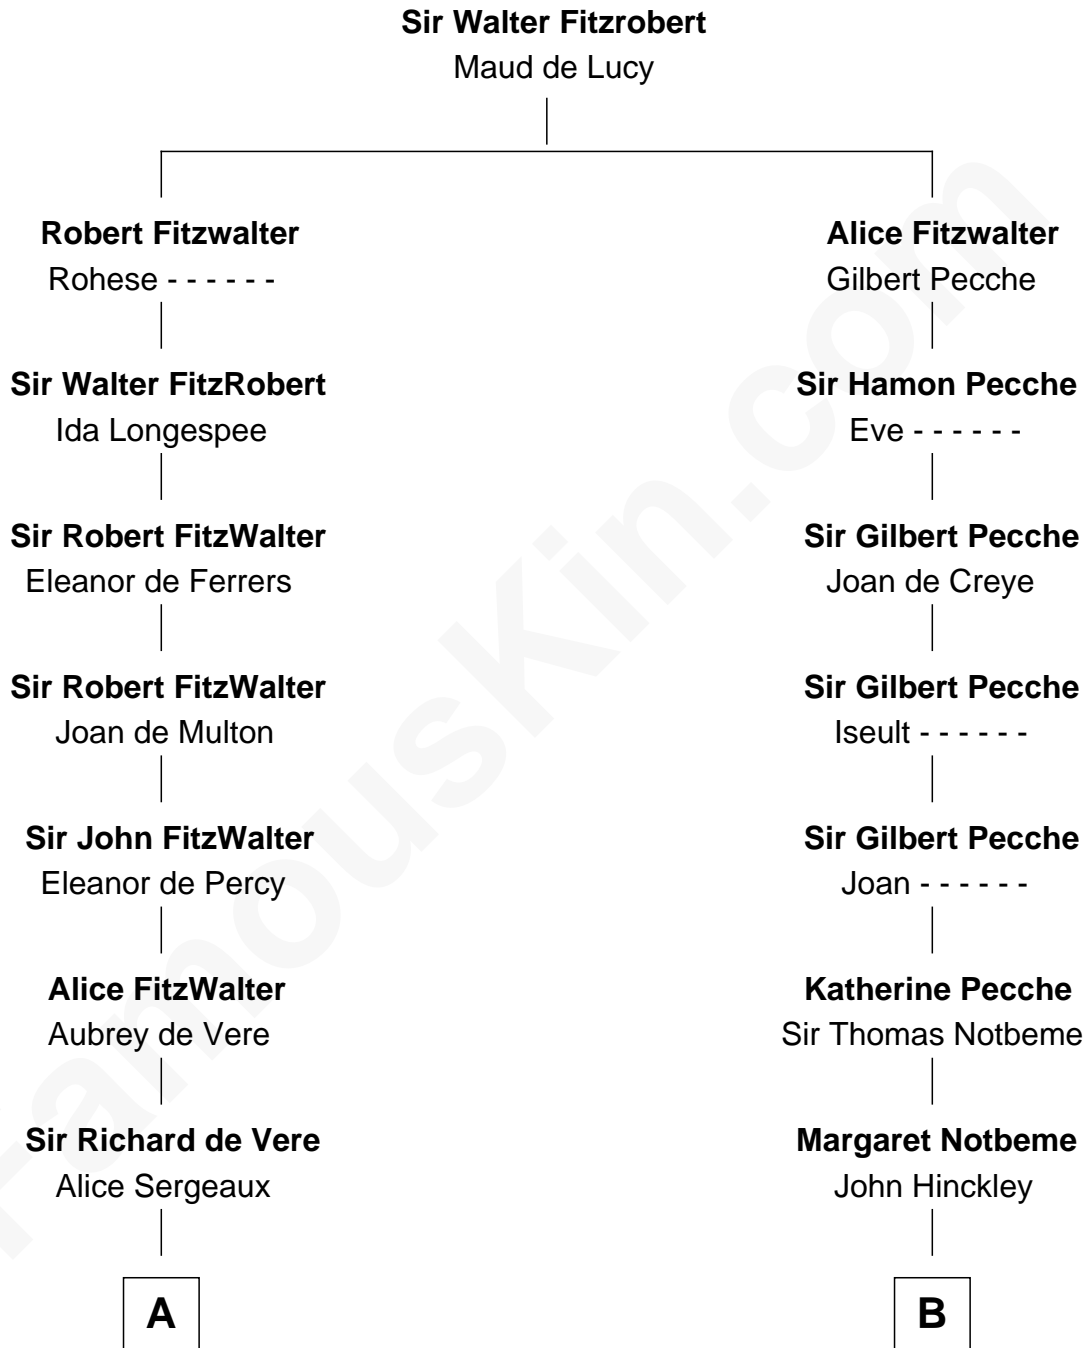 Sir Walter Fitzrobert
Maud de Lucy
Robert Fitzwalter
Rohese - - - - - -
Alice Fitzwalter
Gilbert Pecche
Sir Walter FitzRobert
Ida Longespee
Sir Hamon Pecche
Eve - - - - - -
Sir Robert FitzWalter
Eleanor de Ferrers
Sir Gilbert Pecche
Joan de Creye
Sir Robert FitzWalter
Joan de Multon
Sir Gilbert Pecche
Iseult - - - - - -
Sir John FitzWalter
Eleanor de Percy
Sir Gilbert Pecche
Joan - - - - - -
Alice FitzWalter
Aubrey de Vere
Katherine Pecche
Sir Thomas Notbeme
Sir Richard de Vere
Alice Sergeaux
Margaret Notbeme
John Hinckley
A
B
FamousKin.com